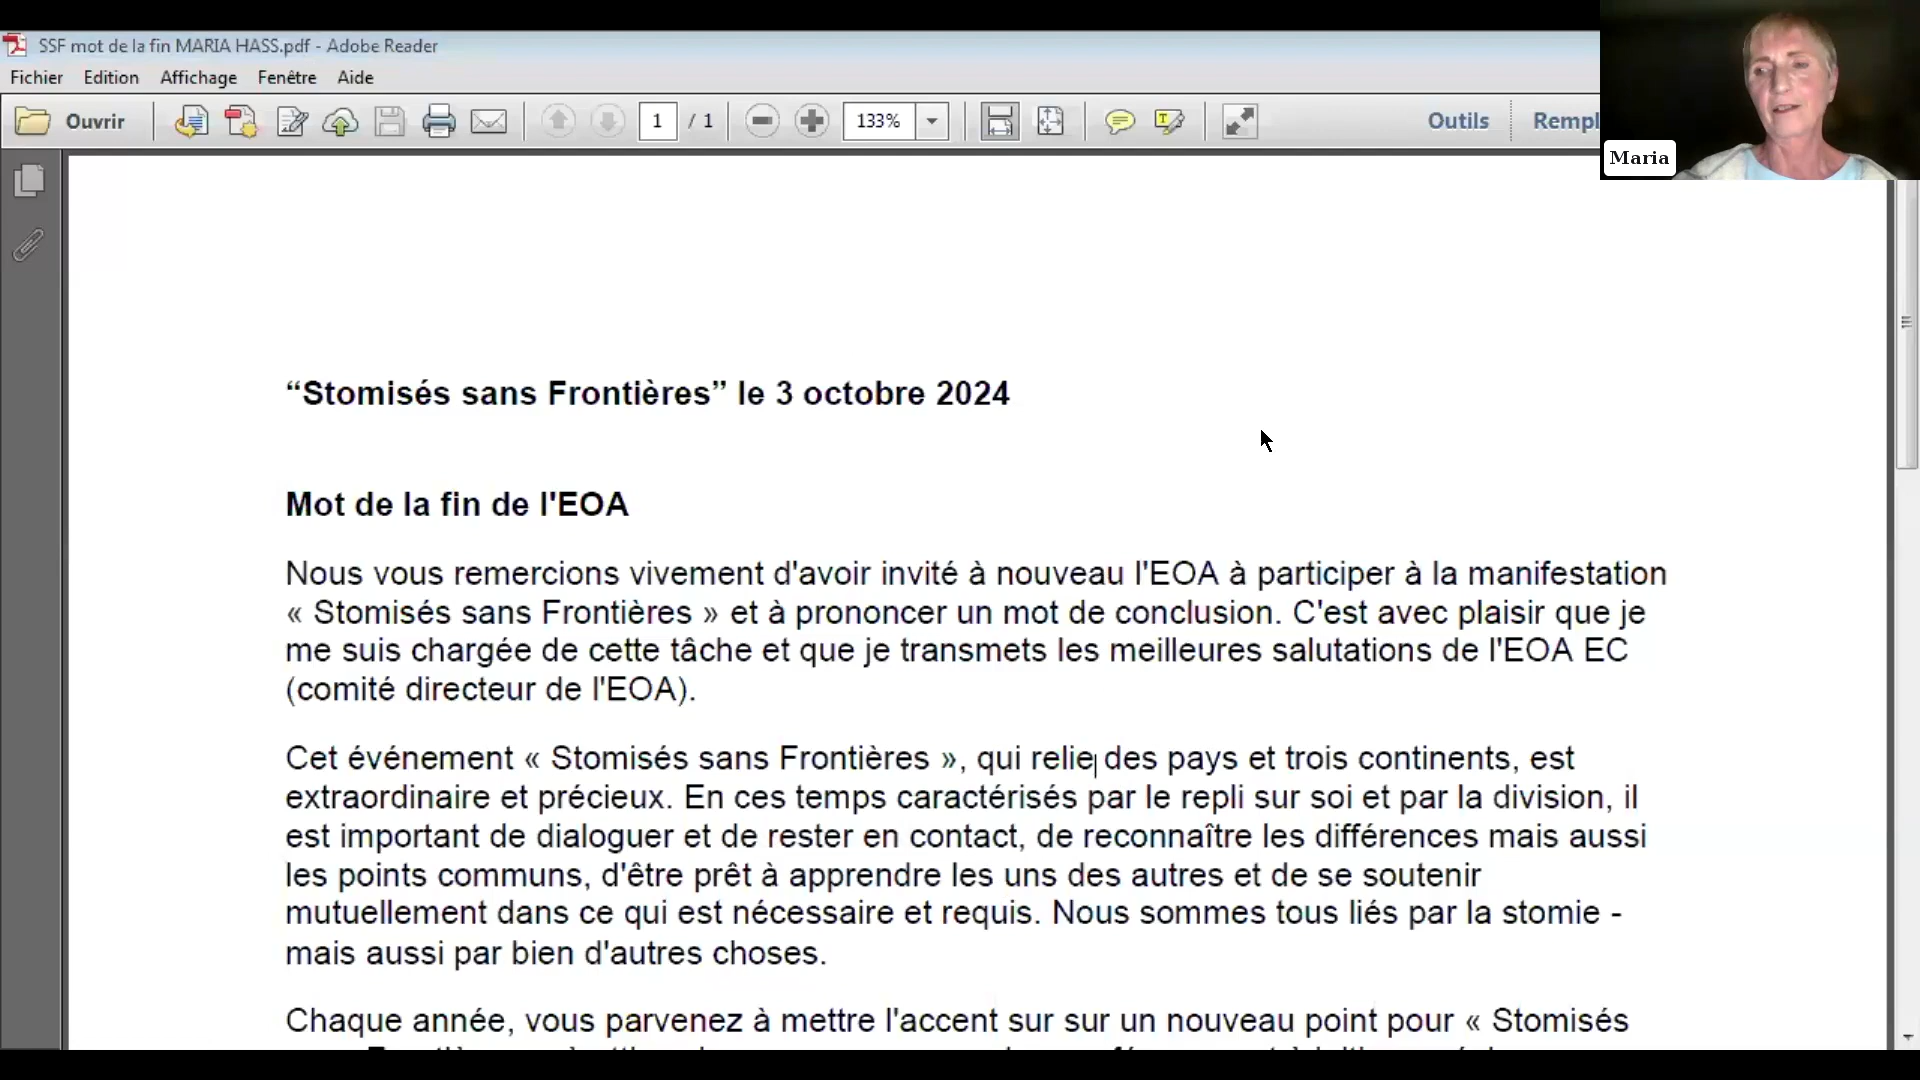 SSF mot de la fin MARIA HASS.pdf - Adobe Reader
Fichier Edition Affichage Fenêtre Aide
Ouvrir 1 / 1 133% Outils Rempl
Maria
“Stomisés sans Frontières” le 3 octobre 2024
Mot de la fin de l'EOA
Nous vous remercions vivement d'avoir invité à nouveau l'EOA à participer à la manifestation
« Stomisés sans Frontières » et à prononcer un mot de conclusion. C'est avec plaisir que je
me suis chargée de cette tâche et que je transmets les meilleures salutations de l'EOA EC
(comité directeur de l'EOA).
Cet événement « Stomisés sans Frontières », qui relie des pays et trois continents, est
extraordinaire et précieux. En ces temps caractérisés par le repli sur soi et par la division, il
est important de dialoguer et de rester en contact, de reconnaître les différences mais aussi
les points communs, d'être prêt à apprendre les uns des autres et de se soutenir
mutuellement dans ce qui est nécessaire et requis. Nous sommes tous liés par la stomie -
mais aussi par bien d'autres choses.
Chaque année, vous parvenez à mettre l'accent sur sur un nouveau point pour « Stomisés